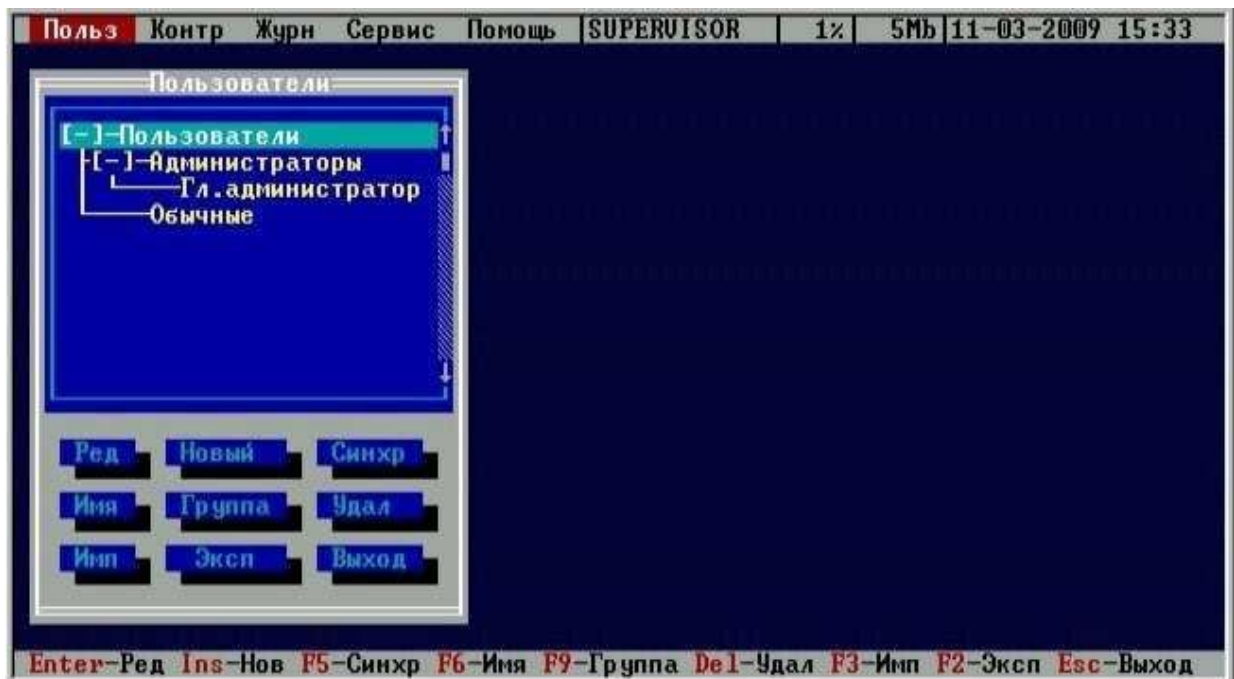 Польз Контр Журн Сервис Помощь |SUPERVISOR | 1%| 5Mb|11-03-2009 15:33
Пользователи
[-]-Пользователи
[-]-Администраторы
Гл.администратор
Обычные
Ред Новый Синхр
Имя Группа Удал
Имп Эксп Выход
Enter-Ред Ins-Нов F5-Синхр F6-Имя F9-Группа Del-Удал F3-Имп F2-Эксп Esc-Выход